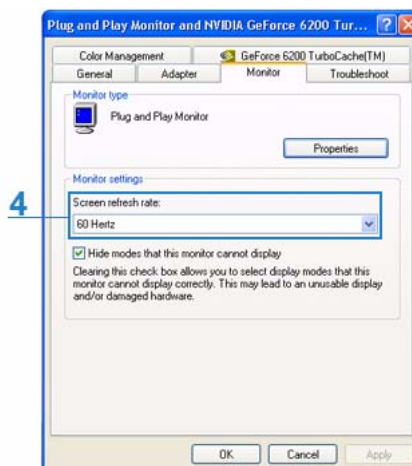 Plug and Play Monitor and NVIDIA GeForce 6200 Tur...
Color Management
GeForce 6200 TurboCache(TM)
General
Adapter
Monitor
Troubleshoot
Monitor type
Plug and Play Monitor
Properties
Monitor settings
4
Screen refresh rate:
60 Hertz
Hide modes that this monitor cannot display
Clearing this check box allows you to select display modes that this
monitor cannot display correctly. This may lead to an unusable display
and/or damaged hardware.
OK
Cancel
Apply